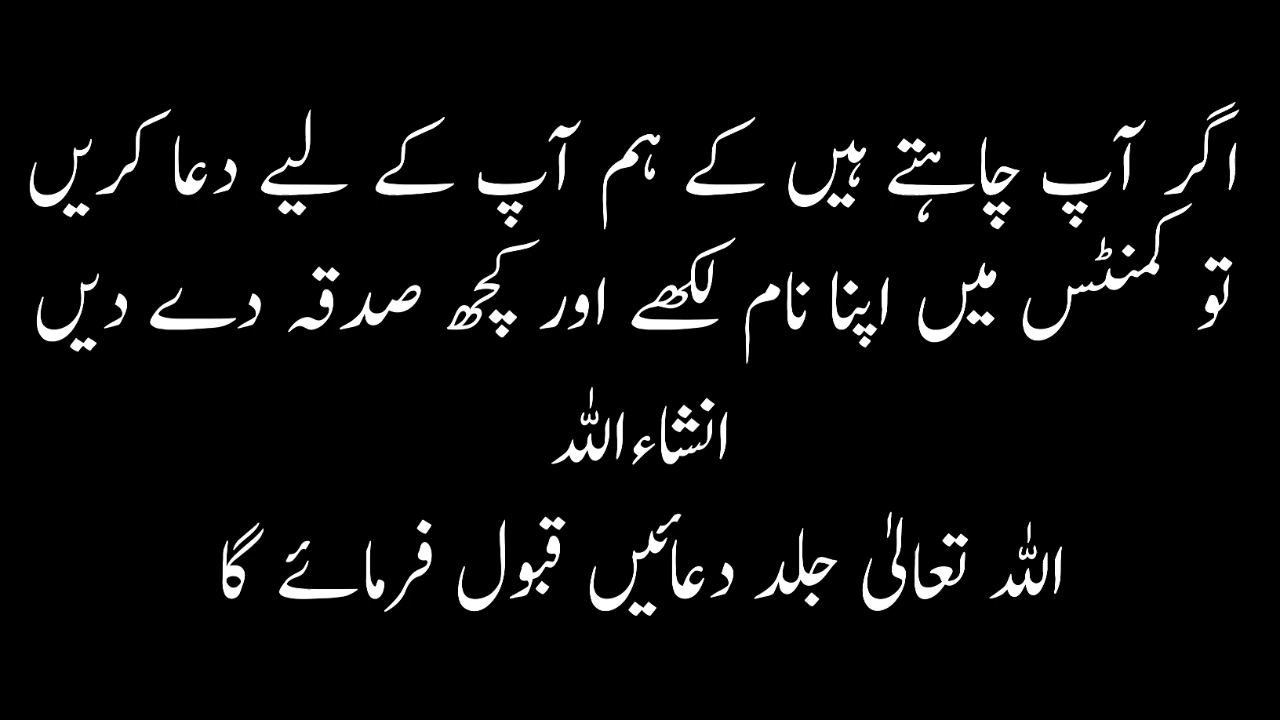 اگر آپ چاہتے ہیں کے ہم آپ کے لیے دعا کریں
تو کمنٹس میں اپنا نام لکھے اور کچھ صدقہ دے دیں
انشاءاللہ
اللہ تعالیٰ جلد دعائیں قبول فرمائے گا